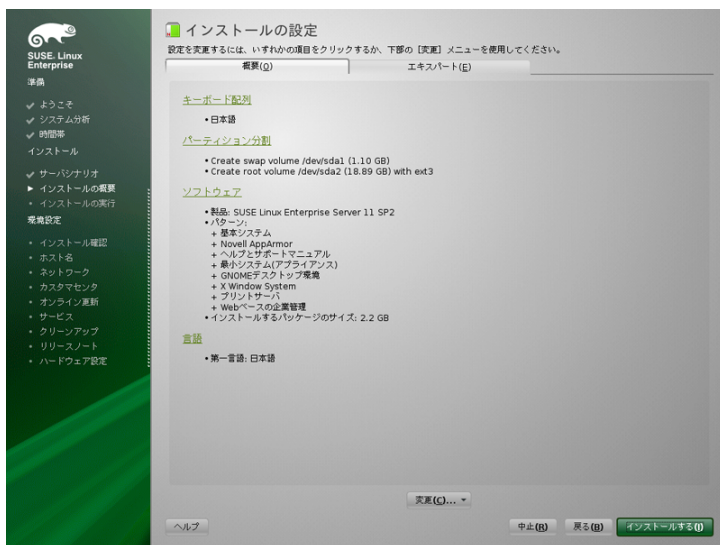 SUSE. Linux
Enterprise
準備
ようこそ
システム分析
時間帯
インストール
サーバシナリオ
インストールの概要
インストールの実行
環境設定
インストール確認
ホスト名
ネットワーク
カスタマセンタ
オンライン更新
サービス
クリーンアップ
リリースノート
ハードウェア設定
インストールの設定
設定を変更するには、いずれかの項目をクリックするか、下部の [変更] メニューを使用してください。
概要(O)
エキスパート(E)
キーボード配列
• 日本語
パーティション分割
• Create swap volume /dev/sda1 (1.10 GB)
• Create root volume /dev/sda2 (18.89 GB) with ext3
ソフトウェア
• 製品: SUSE Linux Enterprise Server 11 SP2
• パターン:
+ 基本システム
+ Novell AppArmor
+ ヘルプとサポートマニュアル
+ 最小システム(アプライアンス)
+ GNOMEデスクトップ環境
+ X Window System
+ プリントサーバ
+ Webベースの企業管理
• インストールするパッケージのサイズ: 2.2 GB
言語
• 第一言語: 日本語
変更(C)...
ヘルプ
中止(R)
戻る(B)
インストールする(I)